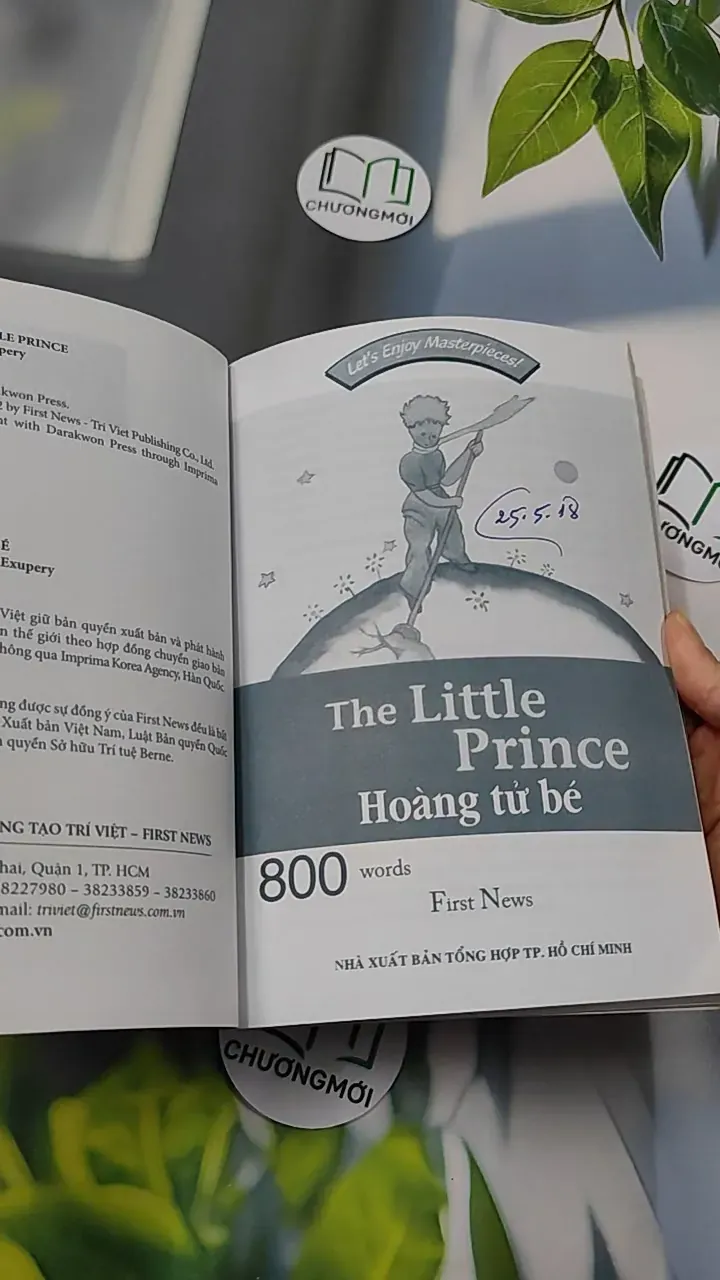 CHƯƠNGMỚI
LE PRINCE
pery
kwon Press.
by First News - Tri Viet Publishing Co., Ltd.
nt with Darakwon Press through Imprima
É
Exupery
Việt giữ bản quyền xuất bản và phát hành
n thế giới theo hợp đồng chuyển giao bản
hông qua Imprima Korea Agency, Hàn Quốc
ng được sự đồng ý của First News đều là bất
Xuất bản Việt Nam, Luật Bản quyền Quốc
quyền Sở hữu Trí tuệ Berne.
NG TẠO TRÍ VIỆT – FIRST NEWS
hai, Quận 1, TP. HCM
8227980 – 38233859 – 38233860
mail: triviet@firstnews.com.vn
com.vn
Let's Enjoy Masterpieces!
25.5.18
The Little
Prince
Hoàng tử bé
800 words
First News
NHÀ XUẤT BẢN TỔNG HỢP TP. HỒ CHÍ MINH
ƯƠNGM
CHƯƠNGMỚI